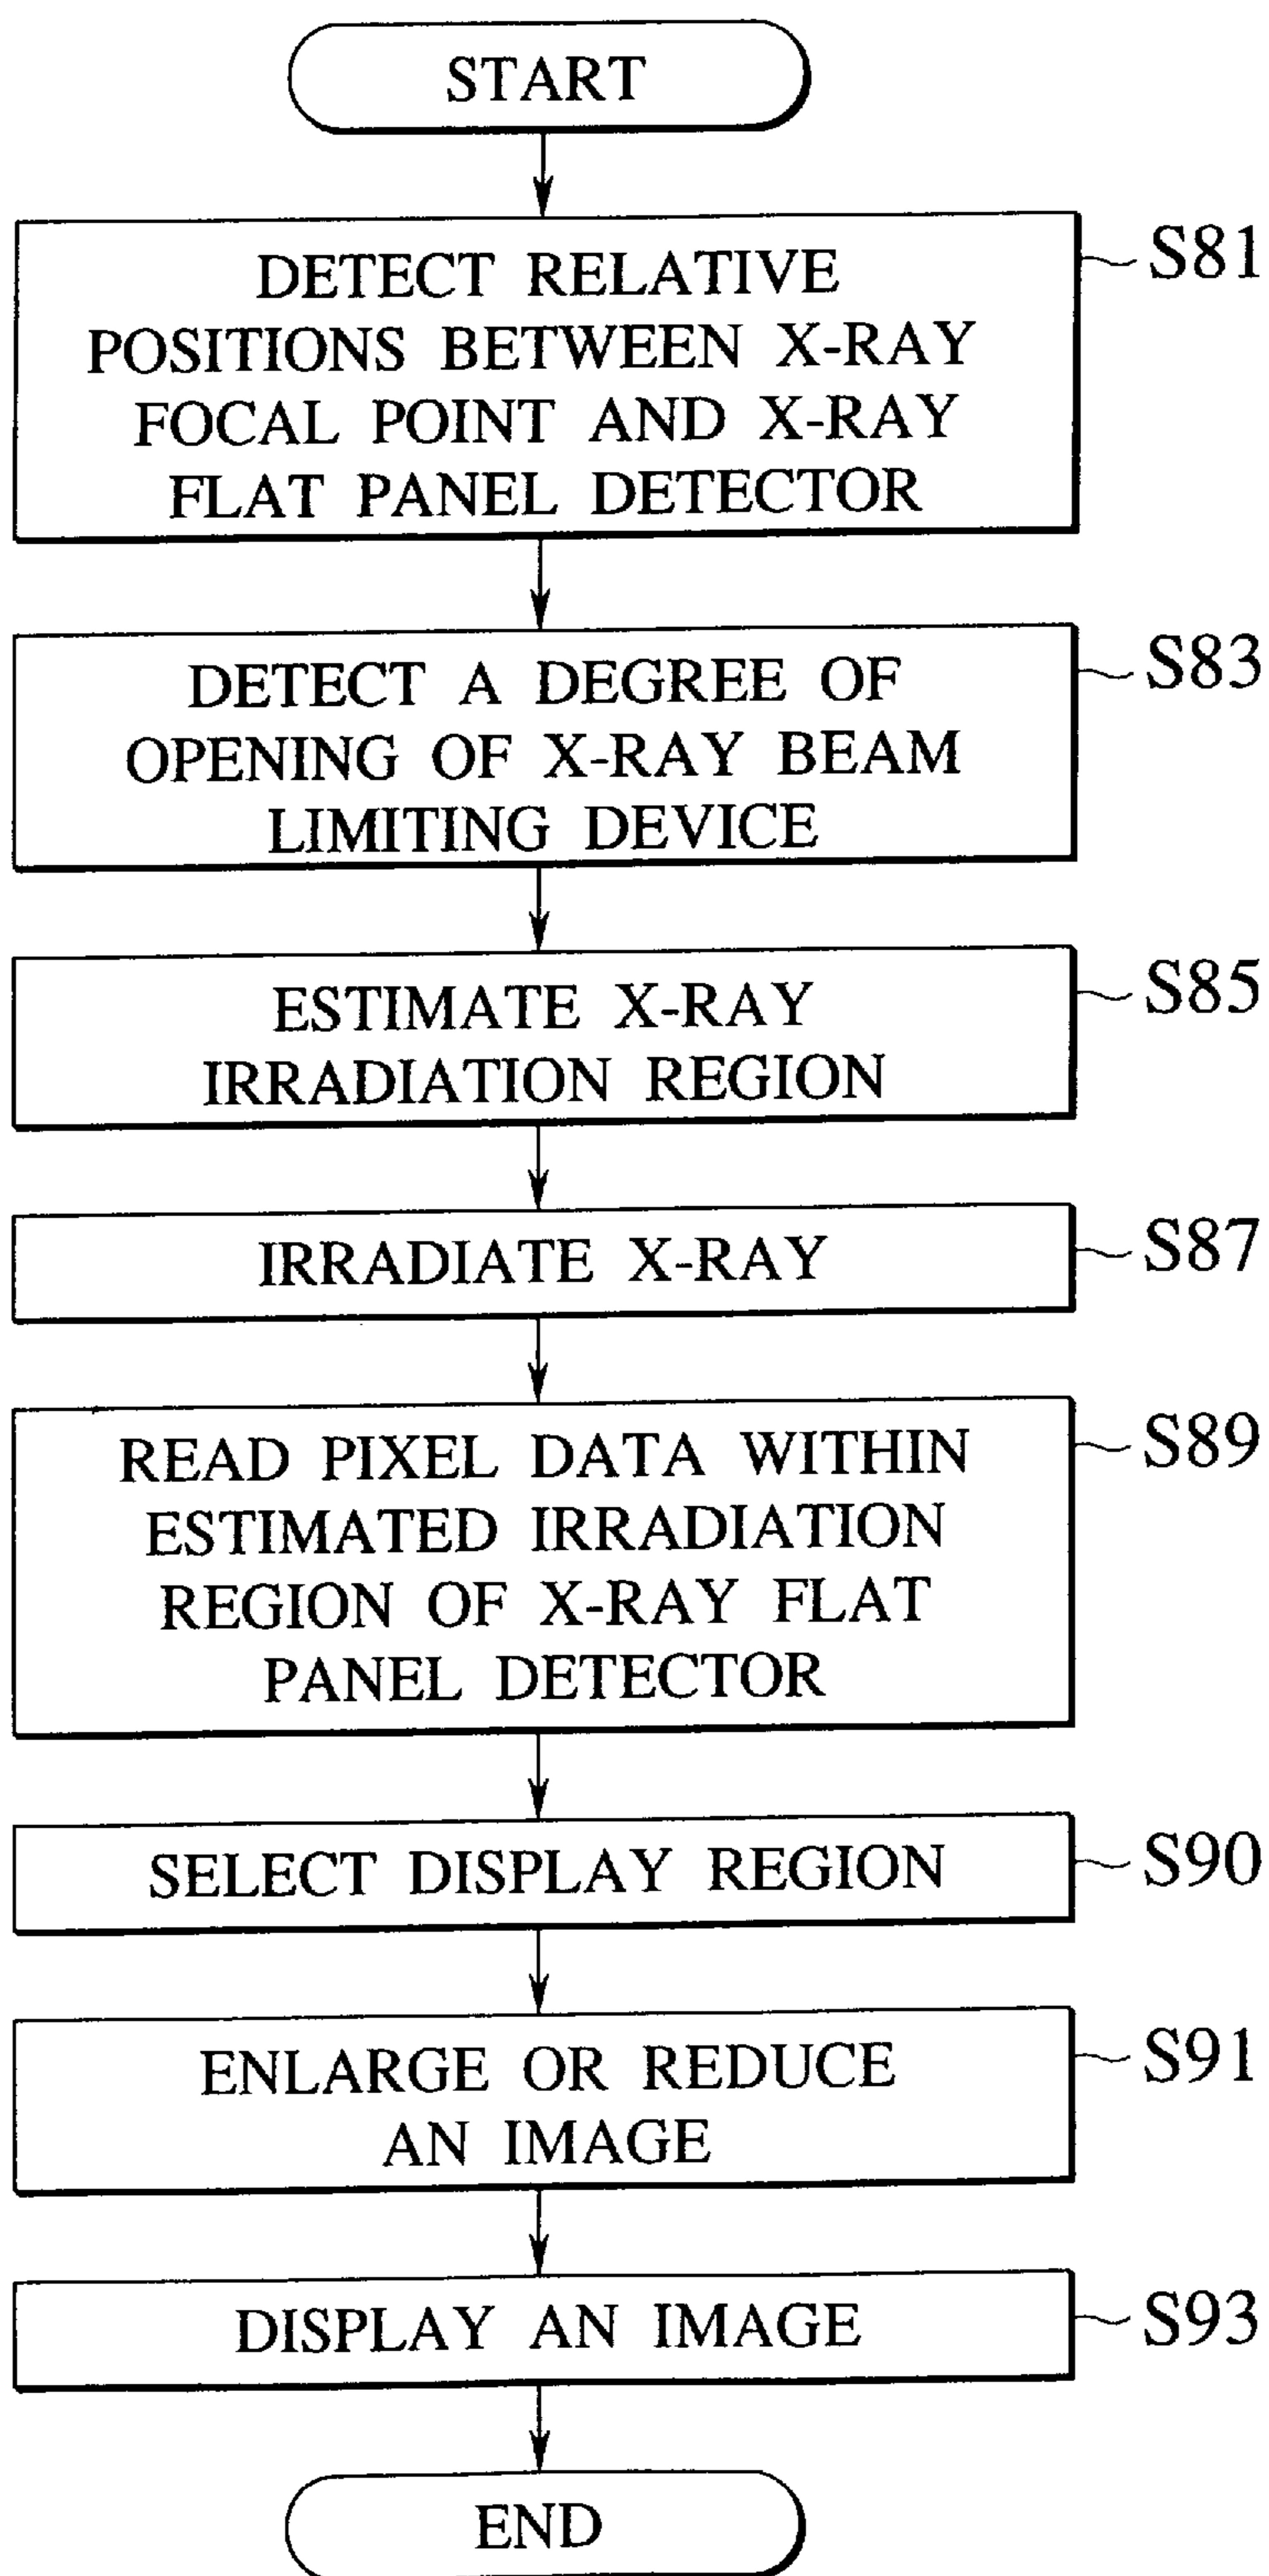 START
DETECT RELATIVE
POSITIONS BETWEEN X-RAY
FOCAL POINT AND X-RAY
FLAT PANEL DETECTOR
S81
DETECT A DEGREE OF
OPENING OF X-RAY BEAM
LIMITING DEVICE
S83
ESTIMATE X-RAY
IRRADIATION REGION
S85
IRRADIATE X-RAY
S87
READ PIXEL DATA WITHIN
ESTIMATED IRRADIATION
REGION OF X-RAY FLAT
PANEL DETECTOR
S89
SELECT DISPLAY REGION
S90
ENLARGE OR REDUCE
AN IMAGE
S91
DISPLAY AN IMAGE
S93
END